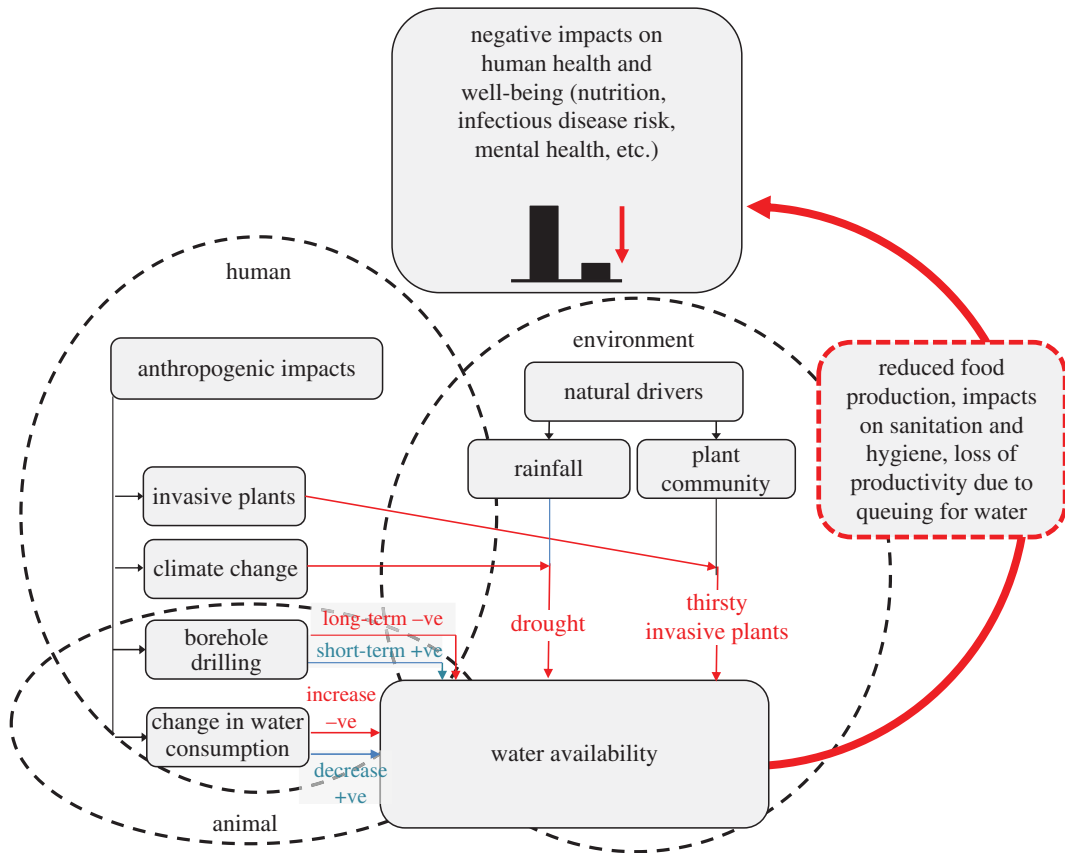 negative impacts on
human health and
well-being (nutrition,
infectious disease risk,
mental health, etc.)
human
environment
anthropogenic impacts
natural drivers
reduced food
production, impacts
on sanitation and
hygiene, loss of
productivity due to
queuing for water
rainfall
plant
community
invasive plants
climate change
drought
thirsty
invasive plants
borehole
drilling
long-term –ve
short-term +ve
increase
–ve
change in water
consumption
decrease
+ve
water availability
animal